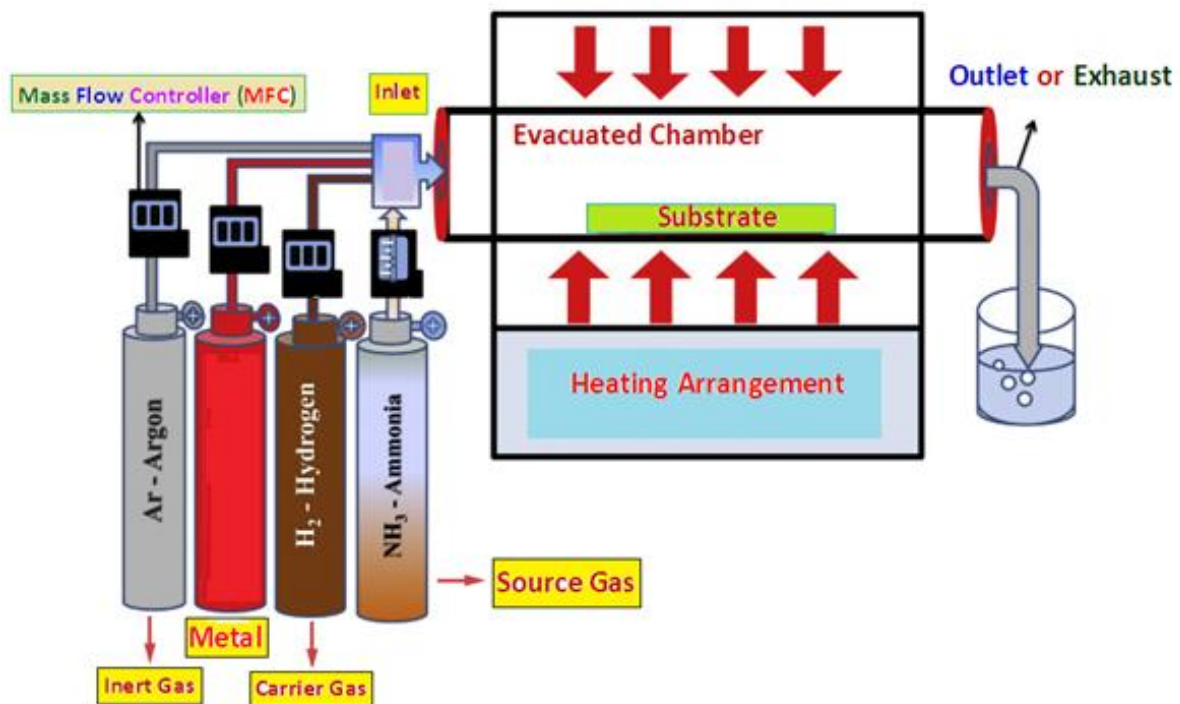 Mass Flow Controller (MFC)
Inlet
Outlet or Exhaust
Evacuated Chamber
Substrate
Heating Arrangement
Ar - Argon
H₂ - Hydrogen
NH₃ - Ammonia
Source Gas
Metal
Inert Gas
Carrier Gas